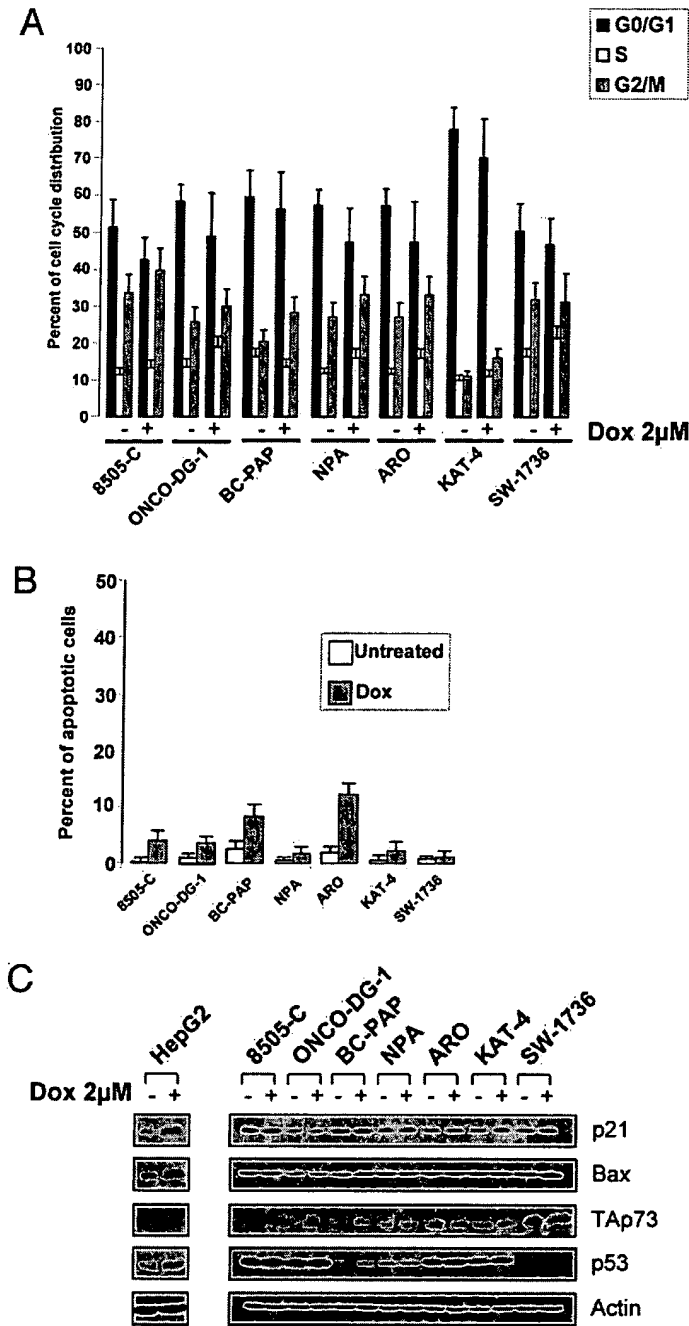 A
G0/G1
S
G2/M
Percent of cell cycle distribution
100
90
80
70
60
50
40
30
20
10
0
- + - + - + - + - + - + - +
Dox 2µM
8505-C
ONCO-DG-1
BC-PAP
NPA
ARO
KAT-4
SW-1736
B
Percent of apoptotic cells
50
40
30
20
10
0
Untreated
Dox
8505-C
ONCO-DG-1
BC-PAP
NPA
ARO
KAT-4
SW-1736
C
HepG2
8505-C
ONCO-DG-1
BC-PAP
NPA
ARO
KAT-4
SW-1736
Dox 2µM - + - + - + - + - + - + - + - +
p21
Bax
TAp73
p53
Actin